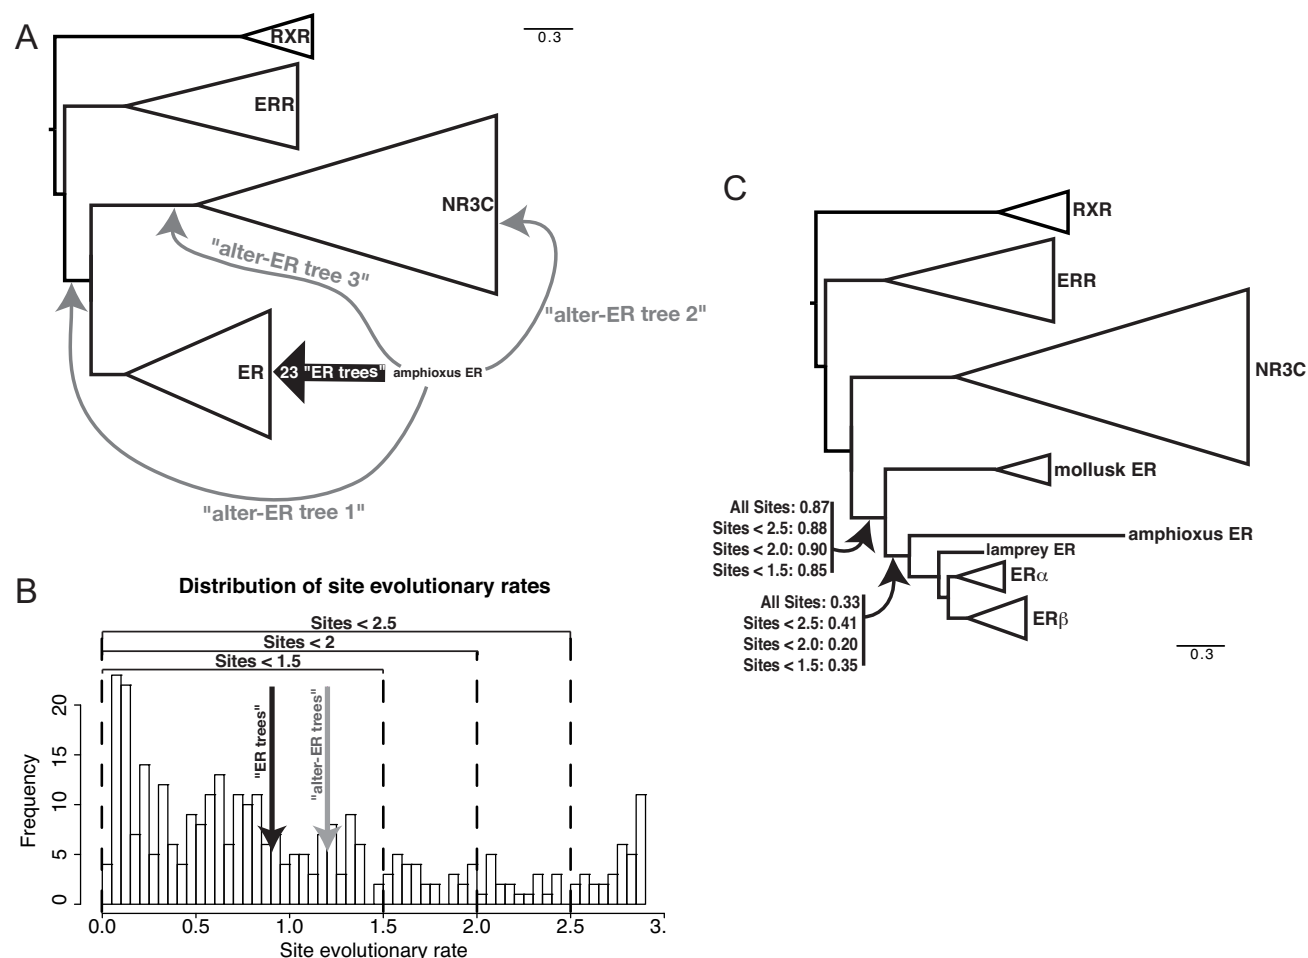 A
RXR
0.3
ERR
NR3C
"alter-ER tree 3"
"alter-ER tree 2"
ER
23 "ER trees"
amphioxus ER
"alter-ER tree 1"
B
Distribution of site evolutionary rates
Sites < 2.5
Sites < 2
Sites < 1.5
"ER trees"
"alter-ER trees"
Frequency
20
15
10
5
0
0.0 0.5 1.0 1.5 2.0 2.5 3.
Site evolutionary rate
C
RXR
ERR
NR3C
mollusk ER
All Sites: 0.87
Sites < 2.5: 0.88
Sites < 2.0: 0.90
Sites < 1.5: 0.85
amphioxus ER
lamprey ER
ERα
ERβ
All Sites: 0.33
Sites < 2.5: 0.41
Sites < 2.0: 0.20
Sites < 1.5: 0.35
0.3